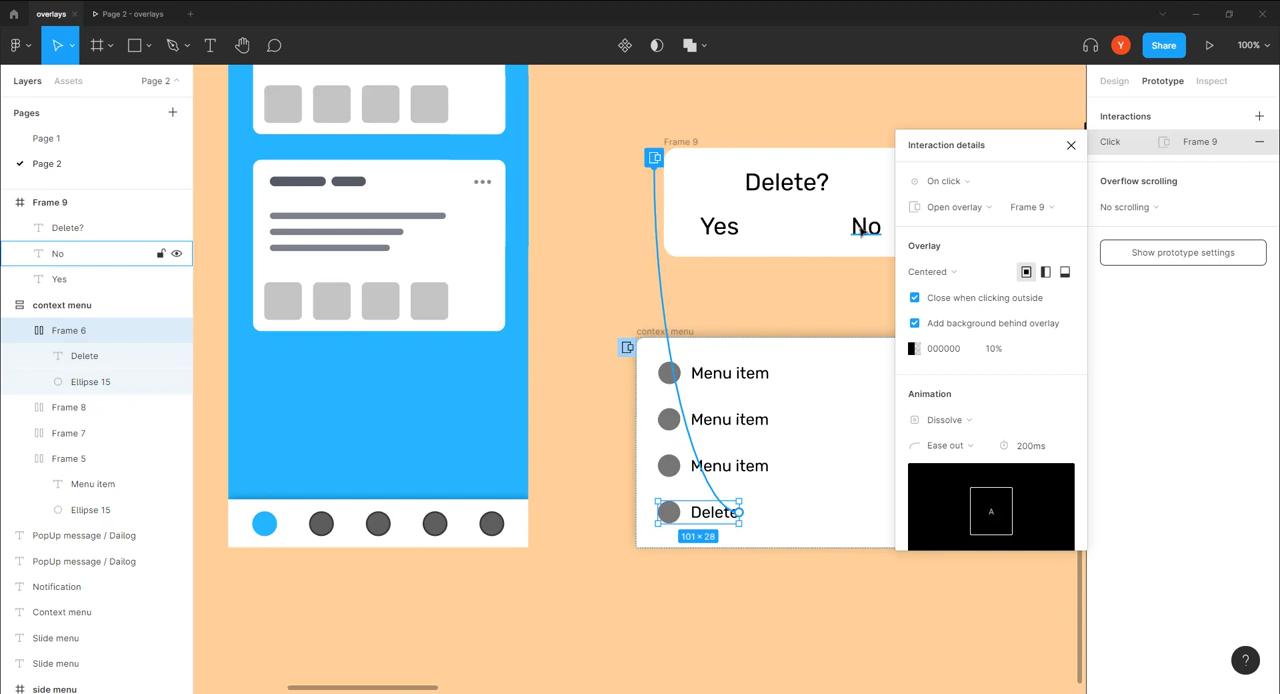 overlays
Page 2 - overlays
Y
Share
100%
Layers
Assets
Page 2
Pages
Page 1
Page 2
Frame 9
Delete?
No
Yes
context menu
Frame 6
Delete
Ellipse 15
Frame 8
Frame 7
Frame 5
Menu item
Ellipse 15
PopUp message / Dailog
PopUp message / Dailog
Notification
Context menu
Slide menu
Slide menu
side menu
Frame 9
Delete?
Yes
No
context menu
Menu item
Menu item
Menu item
Delete
101 × 28
Interaction details
On click
Open overlay
Frame 9
Overlay
Centered
Close when clicking outside
Add background behind overlay
000000
10%
Animation
Dissolve
Ease out
200ms
A
Design
Prototype
Inspect
Interactions
Click
Frame 9
Overflow scrolling
No scrolling
Show prototype settings
?